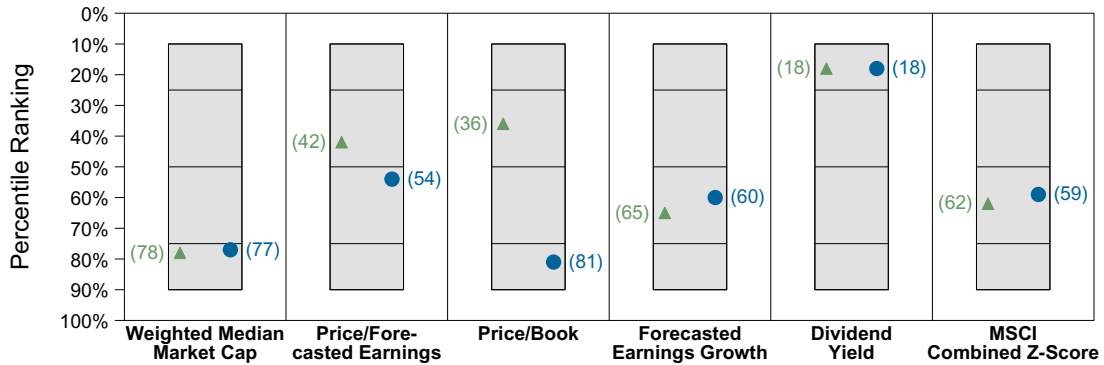 Percentile Ranking
0%
10%
20%
30%
40%
50%
60%
70%
80%
90%
100%
(78)
(77)
(42)
(54)
(36)
(81)
(65)
(60)
(18)
(18)
(62)
(59)
Weighted Median
Market Cap
Price/Fore-
casted Earnings
Price/Book
Forecasted
Earnings Growth
Dividend
Yield
MSCI
Combined Z-Score